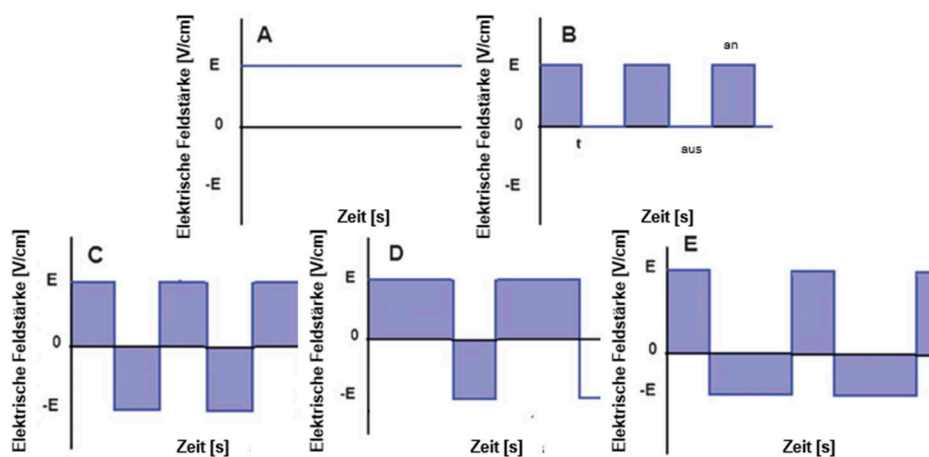 A
Elektrische Feldstärke [V/cm]
E
0
-E
Zeit [s]
B
Elektrische Feldstärke [V/cm]
E
0
-E
an
t
aus
Zeit [s]
C
Elektrische Feldstärke [V/cm]
E
0
-E
Zeit [s]
D
Elektrische Feldstärke [V/cm]
E
0
-E
Zeit [s]
E
Elektrische Feldstärke [V/cm]
E
0
-E
Zeit [s]